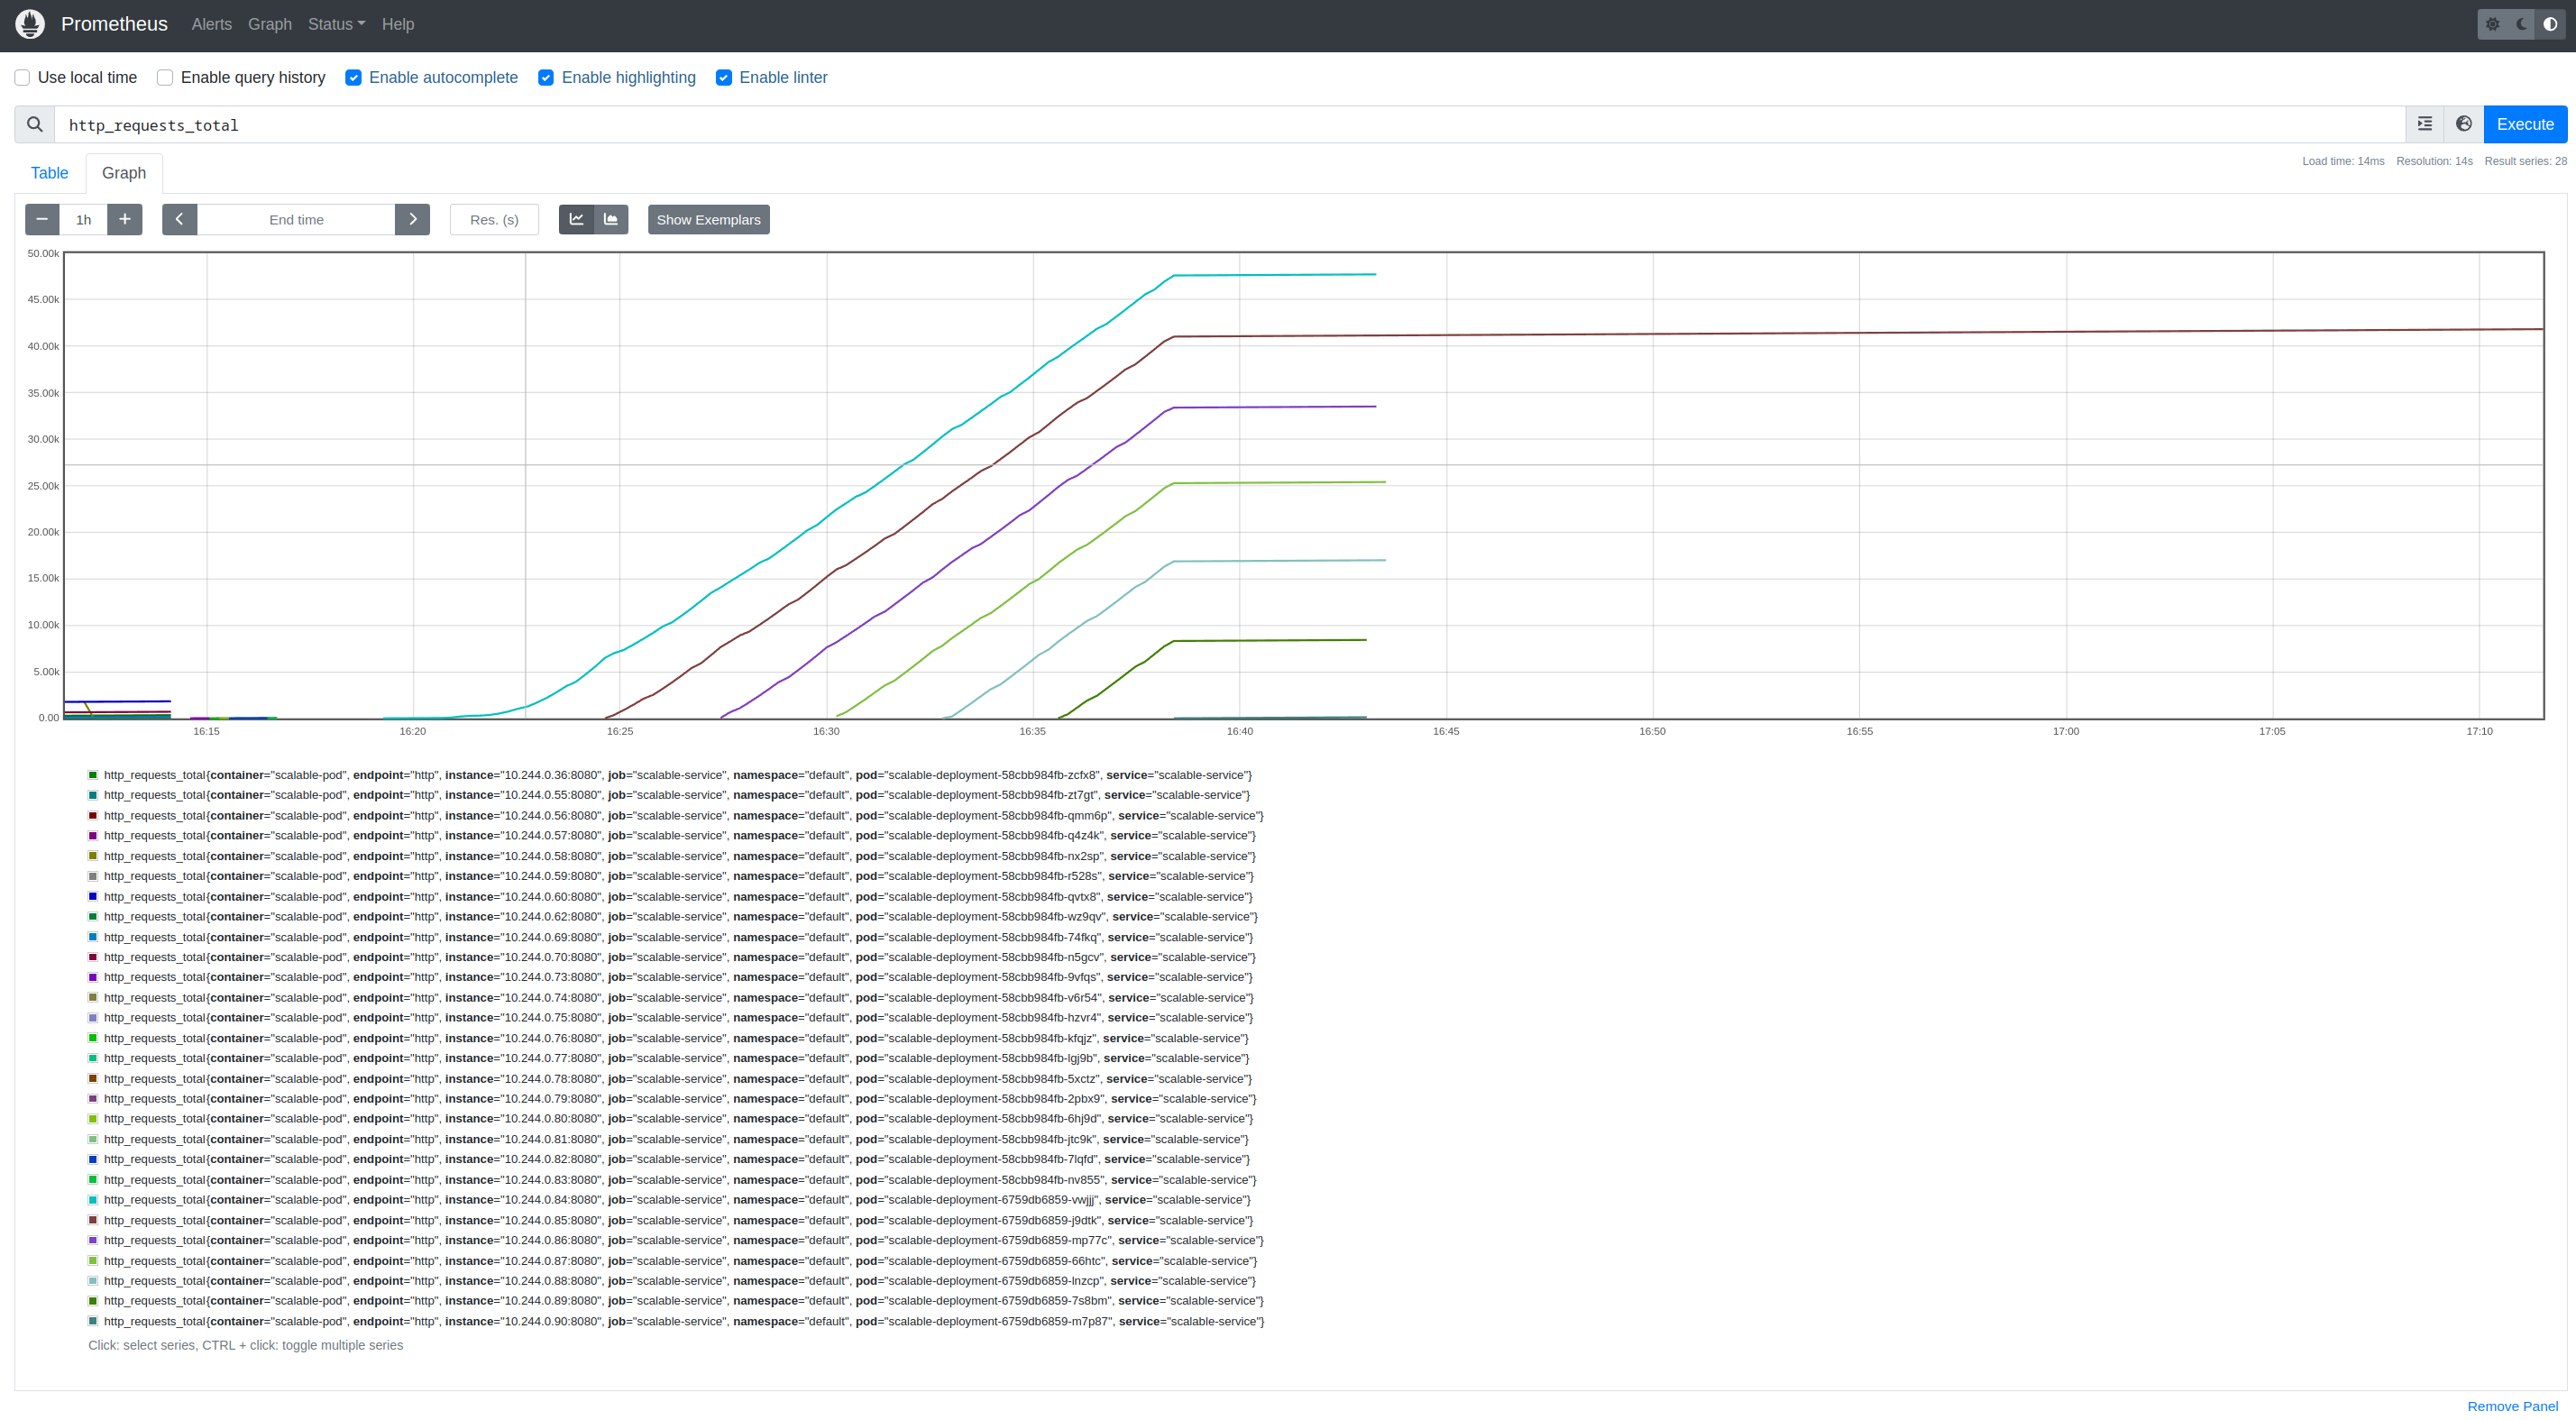 Prometheus Alerts Graph Status Help
Use local time Enable query history Enable autocomplete Enable highlighting Enable linter
http_requests_total Execute
Table Graph Load time: 14ms Resolution: 14s Result series: 28
1h End time Res. (s) Show Exemplars
50.00k
45.00k
40.00k
35.00k
30.00k
25.00k
20.00k
15.00k
10.00k
5.00k
0.00
16:15 16:20 16:25 16:30 16:35 16:40 16:45 16:50 16:55 17:00 17:05 17:10
http_requests_total{container="scalable-pod", endpoint="http", instance="10.244.0.36:8080", job="scalable-service", namespace="default", pod="scalable-deployment-58cbb984fb-zcfx8", service="scalable-service"}
http_requests_total{container="scalable-pod", endpoint="http", instance="10.244.0.55:8080", job="scalable-service", namespace="default", pod="scalable-deployment-58cbb984fb-zt7gt", service="scalable-service"}
http_requests_total{container="scalable-pod", endpoint="http", instance="10.244.0.56:8080", job="scalable-service", namespace="default", pod="scalable-deployment-58cbb984fb-qmm6p", service="scalable-service"}
http_requests_total{container="scalable-pod", endpoint="http", instance="10.244.0.57:8080", job="scalable-service", namespace="default", pod="scalable-deployment-58cbb984fb-q4z4k", service="scalable-service"}
http_requests_total{container="scalable-pod", endpoint="http", instance="10.244.0.58:8080", job="scalable-service", namespace="default", pod="scalable-deployment-58cbb984fb-nx2sp", service="scalable-service"}
http_requests_total{container="scalable-pod", endpoint="http", instance="10.244.0.59:8080", job="scalable-service", namespace="default", pod="scalable-deployment-58cbb984fb-r528s", service="scalable-service"}
http_requests_total{container="scalable-pod", endpoint="http", instance="10.244.0.60:8080", job="scalable-service", namespace="default", pod="scalable-deployment-58cbb984fb-qvtx8", service="scalable-service"}
http_requests_total{container="scalable-pod", endpoint="http", instance="10.244.0.62:8080", job="scalable-service", namespace="default", pod="scalable-deployment-58cbb984fb-wz9qv", service="scalable-service"}
http_requests_total{container="scalable-pod", endpoint="http", instance="10.244.0.69:8080", job="scalable-service", namespace="default", pod="scalable-deployment-58cbb984fb-74fkq", service="scalable-service"}
http_requests_total{container="scalable-pod", endpoint="http", instance="10.244.0.70:8080", job="scalable-service", namespace="default", pod="scalable-deployment-58cbb984fb-n5gcv", service="scalable-service"}
http_requests_total{container="scalable-pod", endpoint="http", instance="10.244.0.73:8080", job="scalable-service", namespace="default", pod="scalable-deployment-58cbb984fb-9vfqs", service="scalable-service"}
http_requests_total{container="scalable-pod", endpoint="http", instance="10.244.0.74:8080", job="scalable-service", namespace="default", pod="scalable-deployment-58cbb984fb-v6r54", service="scalable-service"}
http_requests_total{container="scalable-pod", endpoint="http", instance="10.244.0.75:8080", job="scalable-service", namespace="default", pod="scalable-deployment-58cbb984fb-hzvr4", service="scalable-service"}
http_requests_total{container="scalable-pod", endpoint="http", instance="10.244.0.76:8080", job="scalable-service", namespace="default", pod="scalable-deployment-58cbb984fb-kfqjz", service="scalable-service"}
http_requests_total{container="scalable-pod", endpoint="http", instance="10.244.0.77:8080", job="scalable-service", namespace="default", pod="scalable-deployment-58cbb984fb-lgj9b", service="scalable-service"}
http_requests_total{container="scalable-pod", endpoint="http", instance="10.244.0.78:8080", job="scalable-service", namespace="default", pod="scalable-deployment-58cbb984fb-5xctz", service="scalable-service"}
http_requests_total{container="scalable-pod", endpoint="http", instance="10.244.0.79:8080", job="scalable-service", namespace="default", pod="scalable-deployment-58cbb984fb-2pbx9", service="scalable-service"}
http_requests_total{container="scalable-pod", endpoint="http", instance="10.244.0.80:8080", job="scalable-service", namespace="default", pod="scalable-deployment-58cbb984fb-6hj9d", service="scalable-service"}
http_requests_total{container="scalable-pod", endpoint="http", instance="10.244.0.81:8080", job="scalable-service", namespace="default", pod="scalable-deployment-58cbb984fb-jtc9k", service="scalable-service"}
http_requests_total{container="scalable-pod", endpoint="http", instance="10.244.0.82:8080", job="scalable-service", namespace="default", pod="scalable-deployment-58cbb984fb-7lqfd", service="scalable-service"}
http_requests_total{container="scalable-pod", endpoint="http", instance="10.244.0.83:8080", job="scalable-service", namespace="default", pod="scalable-deployment-58cbb984fb-nv855", service="scalable-service"}
http_requests_total{container="scalable-pod", endpoint="http", instance="10.244.0.84:8080", job="scalable-service", namespace="default", pod="scalable-deployment-6759db6859-vwjjj", service="scalable-service"}
http_requests_total{container="scalable-pod", endpoint="http", instance="10.244.0.85:8080", job="scalable-service", namespace="default", pod="scalable-deployment-6759db6859-j9dtk", service="scalable-service"}
http_requests_total{container="scalable-pod", endpoint="http", instance="10.244.0.86:8080", job="scalable-service", namespace="default", pod="scalable-deployment-6759db6859-mp77c", service="scalable-service"}
http_requests_total{container="scalable-pod", endpoint="http", instance="10.244.0.87:8080", job="scalable-service", namespace="default", pod="scalable-deployment-6759db6859-66htc", service="scalable-service"}
http_requests_total{container="scalable-pod", endpoint="http", instance="10.244.0.88:8080", job="scalable-service", namespace="default", pod="scalable-deployment-6759db6859-lnzcp", service="scalable-service"}
http_requests_total{container="scalable-pod", endpoint="http", instance="10.244.0.89:8080", job="scalable-service", namespace="default", pod="scalable-deployment-6759db6859-7s8bm", service="scalable-service"}
http_requests_total{container="scalable-pod", endpoint="http", instance="10.244.0.90:8080", job="scalable-service", namespace="default", pod="scalable-deployment-6759db6859-m7p87", service="scalable-service"}
Click: select series, CTRL + click: toggle multiple series
Remove Panel